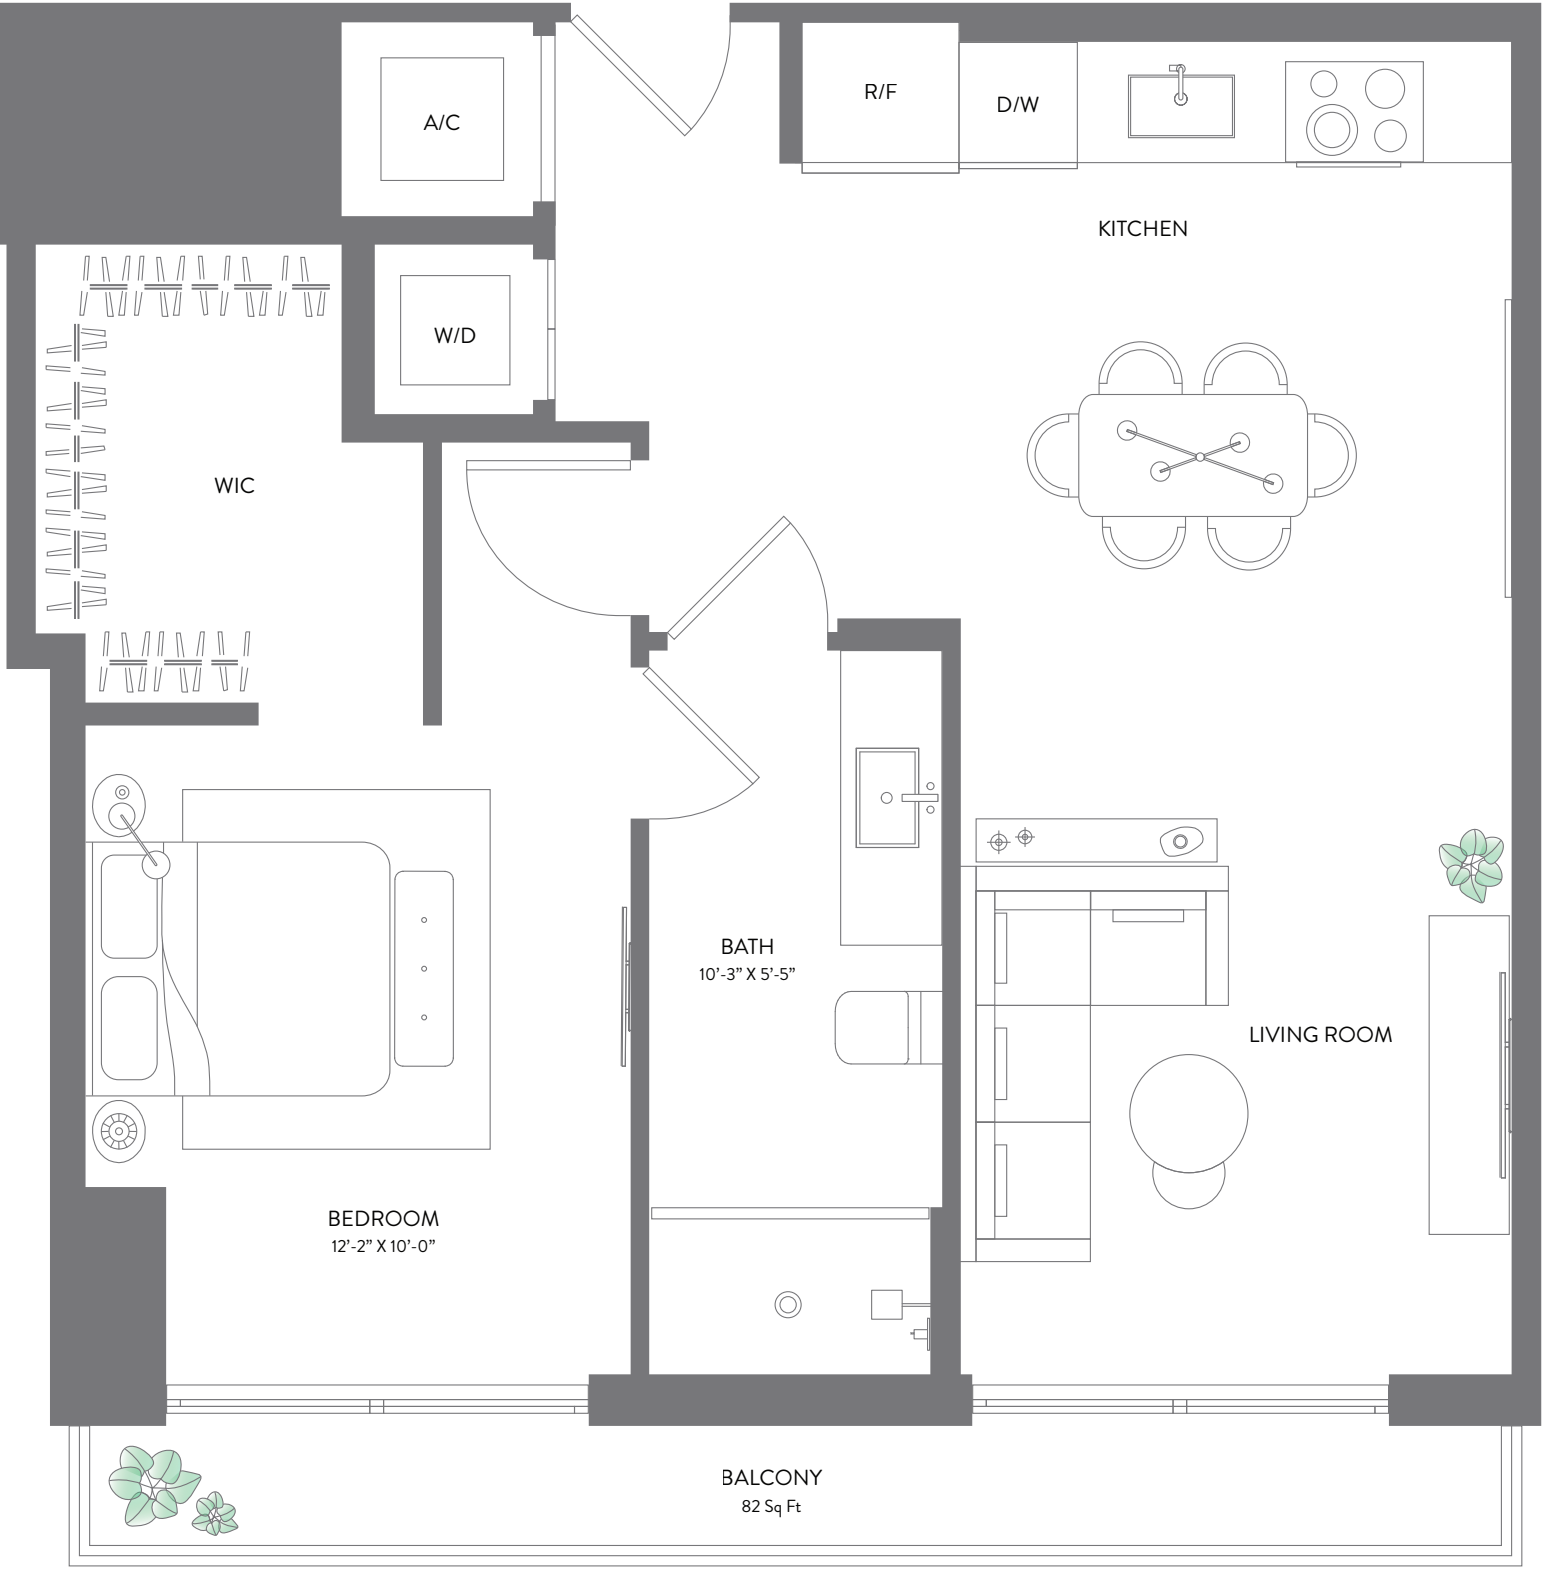 R/F
D/W
A/C
KITCHEN
W/D
WIC
BATH
10’-3” X 5’-5”
LIVING ROOM
BEDROOM
12’-2” X 10’-0”
BALCONY
82 Sq Ft